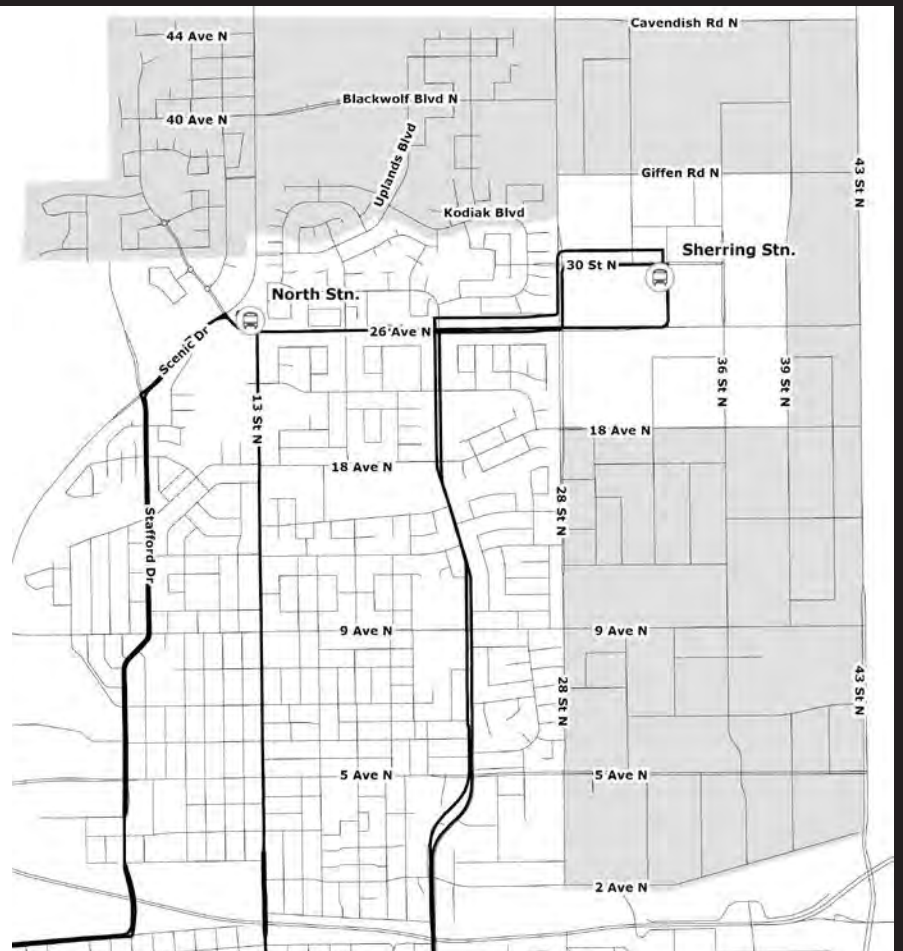 Cavendish Rd N
44 Ave N
Blackwolf Blvd N
40 Ave N
Uplands Blvd
Giffen Rd N
43 St N
Kodiak Blvd
Sherring Stn.
30 St N
North Stn.
26 Ave N
Scenic Dr
36 St N
39 St N
13 St N
18 Ave N
18 Ave N
28 St N
Stafford Dr
9 Ave N
9 Ave N
28 St N
43 St N
5 Ave N
5 Ave N
2 Ave N